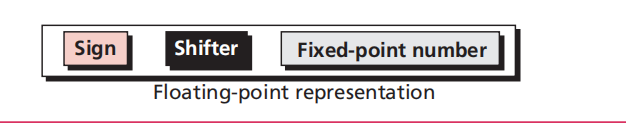 Sign Shifter Fixed-point number
Floating-point representation